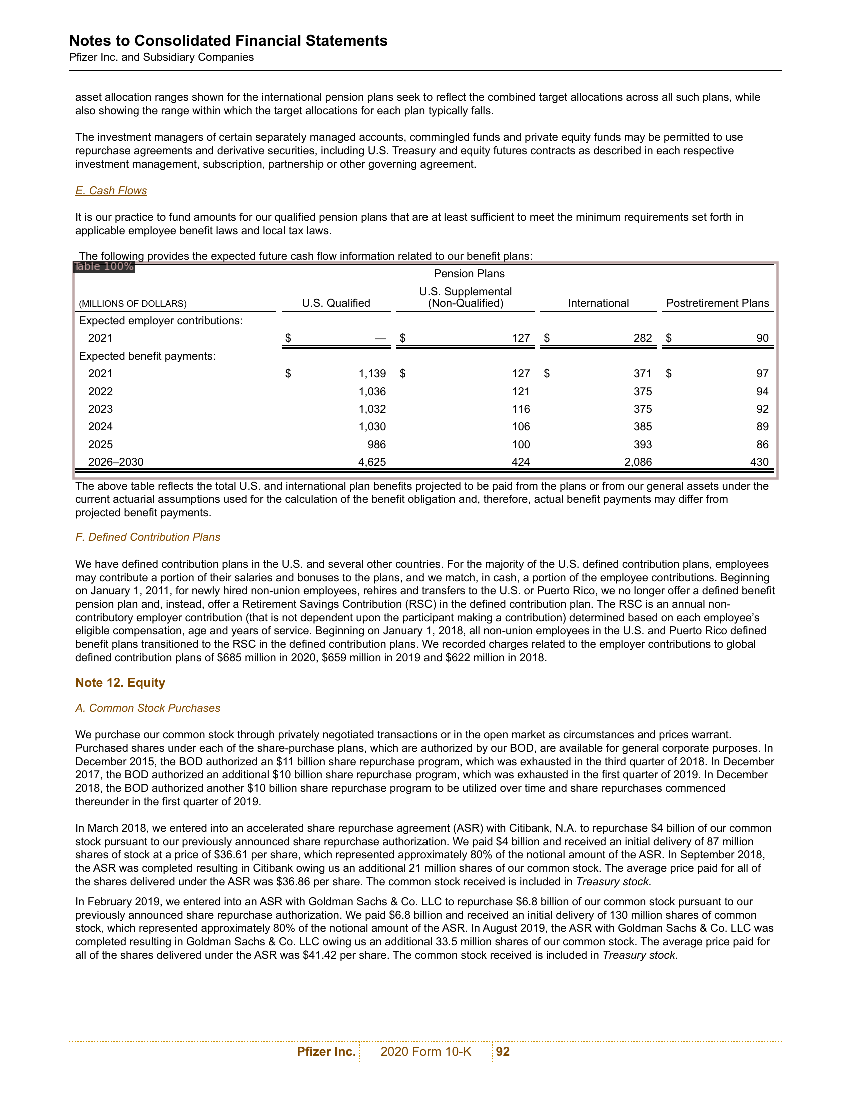 Notes to Consolidated Financial Statements
Pfizer Inc. and Subsidiary Companies
asset allocation ranges shown for the international pension plans seek to reflect the combined target allocations across all such plans, while
also showing the range within which the target allocations for each plan typically falls.
The investment managers of certain separately managed accounts, commingled funds and private equity funds may be permitted to use
repurchase agreements and derivative securities, including U.S. Treasury and equity futures contracts as described in each respective
investment management, subscription, partnership or other governing agreement.
E. Cash Flows
It is our practice to fund amounts for our qualified pension plans that are at least sufficient to meet the minimum requirements set forth in
applicable employee benefit laws and local tax laws.
The following provides the expected future cash flow information related to our benefit plans:
Table 100%
Pension Plans
(MILLIONS OF DOLLARS) U.S. Qualified U.S. Supplemental (Non-Qualified) International Postretirement Plans
Expected employer contributions:
2021 $ — $ 127 $ 282 $ 90
Expected benefit payments:
2021 $ 1,139 $ 127 $ 371 $ 97
2022 1,036 121 375 94
2023 1,032 116 375 92
2024 1,030 106 385 89
2025 986 100 393 86
2026–2030 4,625 424 2,086 430
The above table reflects the total U.S. and international plan benefits projected to be paid from the plans or from our general assets under the
current actuarial assumptions used for the calculation of the benefit obligation and, therefore, actual benefit payments may differ from
projected benefit payments.
F. Defined Contribution Plans
We have defined contribution plans in the U.S. and several other countries. For the majority of the U.S. defined contribution plans, employees
may contribute a portion of their salaries and bonuses to the plans, and we match, in cash, a portion of the employee contributions. Beginning
on January 1, 2011, for newly hired non-union employees, rehires and transfers to the U.S. or Puerto Rico, we no longer offer a defined benefit
pension plan and, instead, offer a Retirement Savings Contribution (RSC) in the defined contribution plan. The RSC is an annual non-
contributory employer contribution (that is not dependent upon the participant making a contribution) determined based on each employee's
eligible compensation, age and years of service. Beginning on January 1, 2018, all non-union employees in the U.S. and Puerto Rico defined
benefit plans transitioned to the RSC in the defined contribution plans. We recorded charges related to the employer contributions to global
defined contribution plans of $685 million in 2020, $659 million in 2019 and $622 million in 2018.
Note 12. Equity
A. Common Stock Purchases
We purchase our common stock through privately negotiated transactions or in the open market as circumstances and prices warrant.
Purchased shares under each of the share-purchase plans, which are authorized by our BOD, are available for general corporate purposes. In
December 2015, the BOD authorized an $11 billion share repurchase program, which was exhausted in the third quarter of 2018. In December
2017, the BOD authorized an additional $10 billion share repurchase program, which was exhausted in the first quarter of 2019. In December
2018, the BOD authorized another $10 billion share repurchase program to be utilized over time and share repurchases commenced
thereunder in the first quarter of 2019.
In March 2018, we entered into an accelerated share repurchase agreement (ASR) with Citibank, N.A. to repurchase $4 billion of our common
stock pursuant to our previously announced share repurchase authorization. We paid $4 billion and received an initial delivery of 87 million
shares of stock at a price of $36.61 per share, which represented approximately 80% of the notional amount of the ASR. In September 2018,
the ASR was completed resulting in Citibank owing us an additional 21 million shares of our common stock. The average price paid for all of
the shares delivered under the ASR was $36.86 per share. The common stock received is included in Treasury stock.
In February 2019, we entered into an ASR with Goldman Sachs & Co. LLC to repurchase $6.8 billion of our common stock pursuant to our
previously announced share repurchase authorization. We paid $6.8 billion and received an initial delivery of 130 million shares of common
stock, which represented approximately 80% of the notional amount of the ASR. In August 2019, the ASR with Goldman Sachs & Co. LLC was
completed resulting in Goldman Sachs & Co. LLC owing us an additional 33.5 million shares of our common stock. The average price paid for
all of the shares delivered under the ASR was $41.42 per share. The common stock received is included in Treasury stock.
Pfizer Inc. 2020 Form 10-K 92